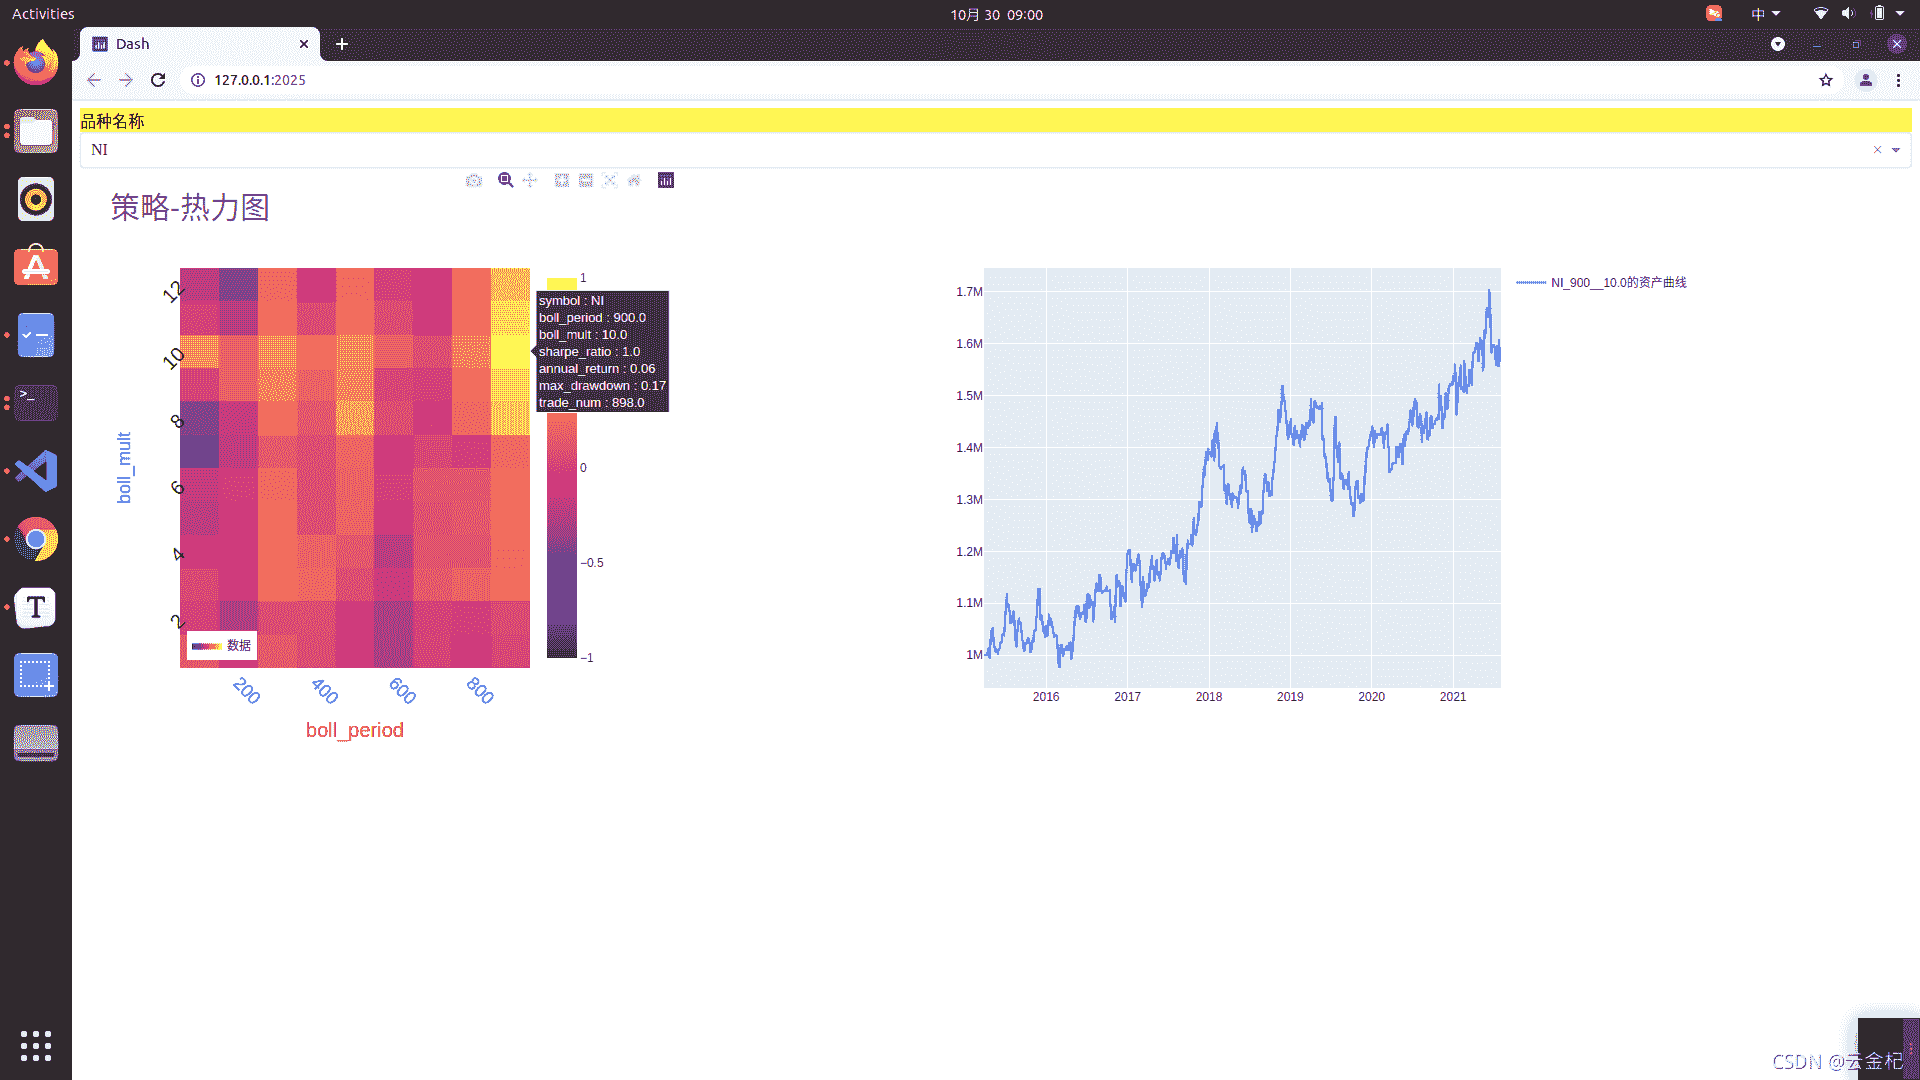 Activities
10月 30 09:00
中
Dash
127.0.0.1:2025
品种名称
NI
策略-热力图
1
symbol : NI
boll_period : 900.0
boll_mult : 10.0
sharpe_ratio : 1.0
annual_return : 0.06
max_drawdown : 0.17
trade_num : 898.0
0
−0.5
−1
12
10
8
6
4
2
boll_mult
数据
200
400
600
800
boll_period
1.7M
1.6M
1.5M
1.4M
1.3M
1.2M
1.1M
1M
2016
2017
2018
2019
2020
2021
NI_900__10.0的资产曲线
CSDN @云金杞